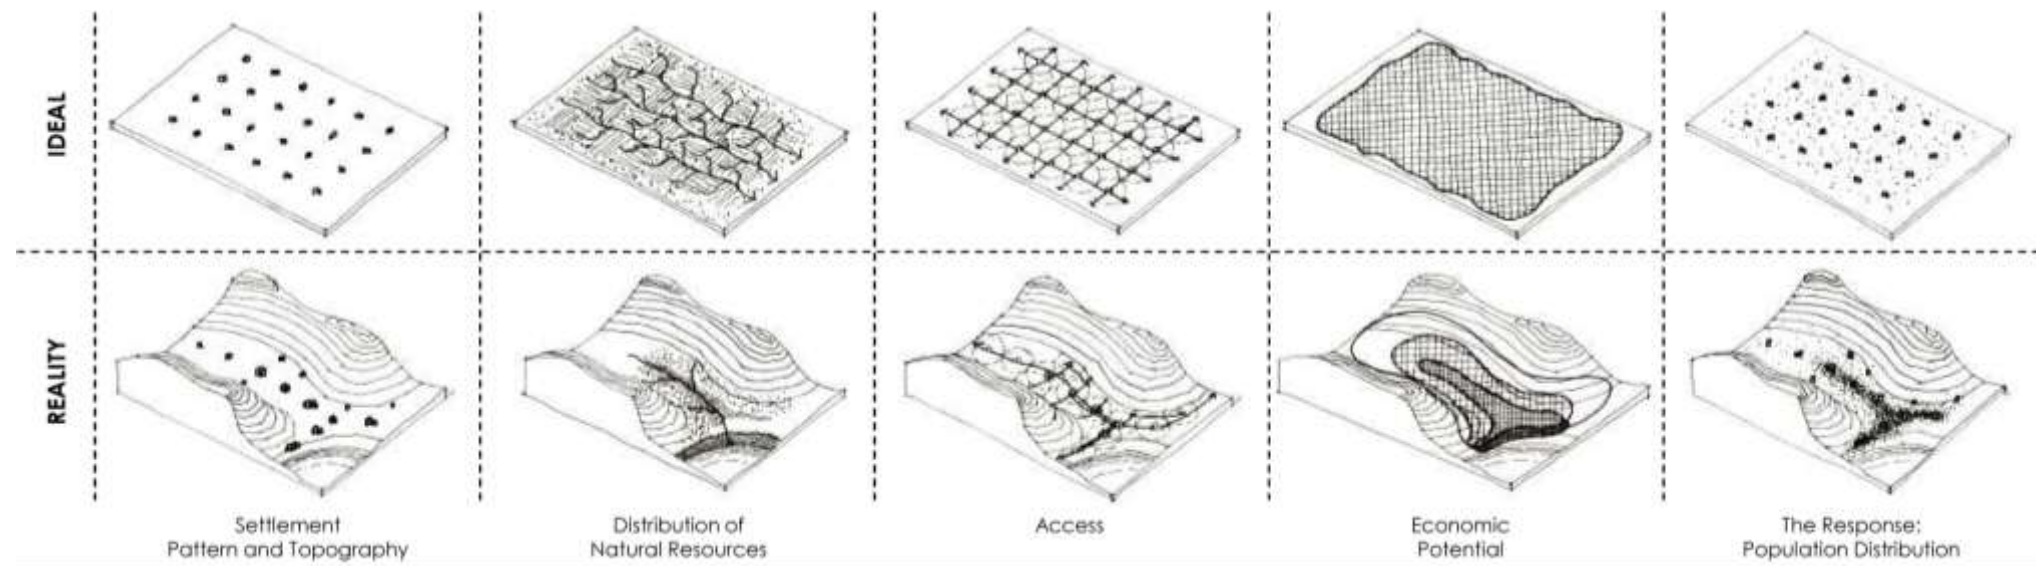 IDEAL
REALITY
Settlement
Pattern and Topography
Distribution of
Natural Resources
Access
Economic
Potential
The Response:
Population Distribution